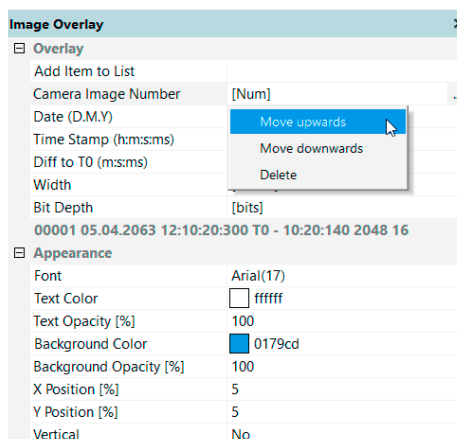 Image Overlay
Overlay
Add Item to List
Camera Image Number [Num]
Date (D.M.Y) Move upwards
Time Stamp (h:m:s:ms) Move downwards
Diff to T0 (m:s:ms) Delete
Width
Bit Depth [bits]
00001 05.04.2063 12:10:20:300 T0 - 10:20:140 2048 16
Appearance
Font Arial(17)
Text Color ffffff
Text Opacity [%] 100
Background Color 0179cd
Background Opacity [%] 100
X Position [%] 5
Y Position [%] 5
Vertical No